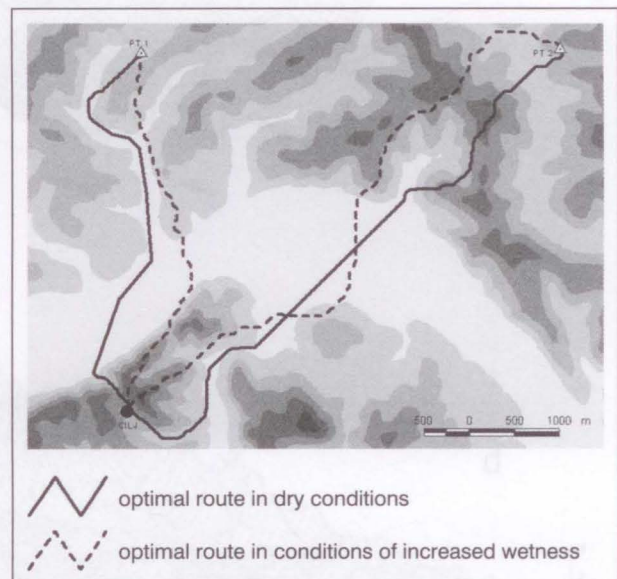 PT 1
PT 2
CILJ
500 0 500 1000 m
optimal route in dry conditions
optimal route in conditions of increased wetness